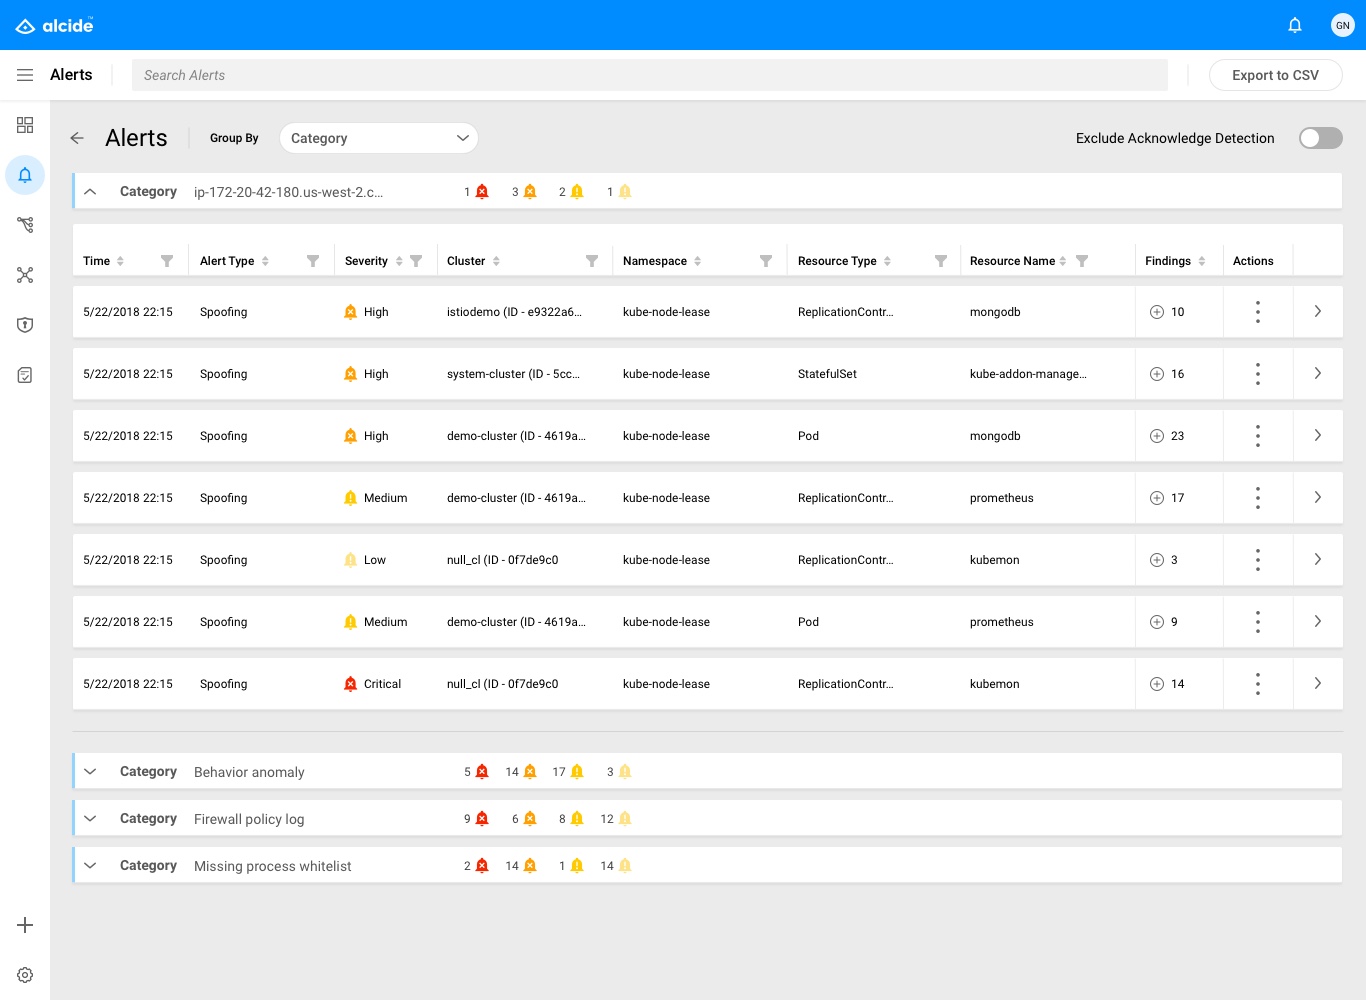 alcide™
GN
Alerts
Search Alerts
Export to CSV
Alerts
Group By
Category
Exclude Acknowledge Detection
Category ip-172-20-42-180.us-west-2.c... 1 3 2 1
Time Alert Type Severity Cluster Namespace Resource Type Resource Name Findings Actions
5/22/2018 22:15 Spoofing High istiodemo (ID - e9322a6... kube-node-lease ReplicationContr... mongodb 10
5/22/2018 22:15 Spoofing High system-cluster (ID - 5cc... kube-node-lease StatefulSet kube-addon-manage... 16
5/22/2018 22:15 Spoofing High demo-cluster (ID - 4619a... kube-node-lease Pod mongodb 23
5/22/2018 22:15 Spoofing Medium demo-cluster (ID - 4619a... kube-node-lease ReplicationContr... prometheus 17
5/22/2018 22:15 Spoofing Low null_cl (ID - 0f7de9c0 kube-node-lease ReplicationContr... kubemon 3
5/22/2018 22:15 Spoofing Medium demo-cluster (ID - 4619a... kube-node-lease Pod prometheus 9
5/22/2018 22:15 Spoofing Critical null_cl (ID - 0f7de9c0 kube-node-lease ReplicationContr... kubemon 14
Category Behavior anomaly 5 14 17 3
Category Firewall policy log 9 6 8 12
Category Missing process whitelist 2 14 1 14